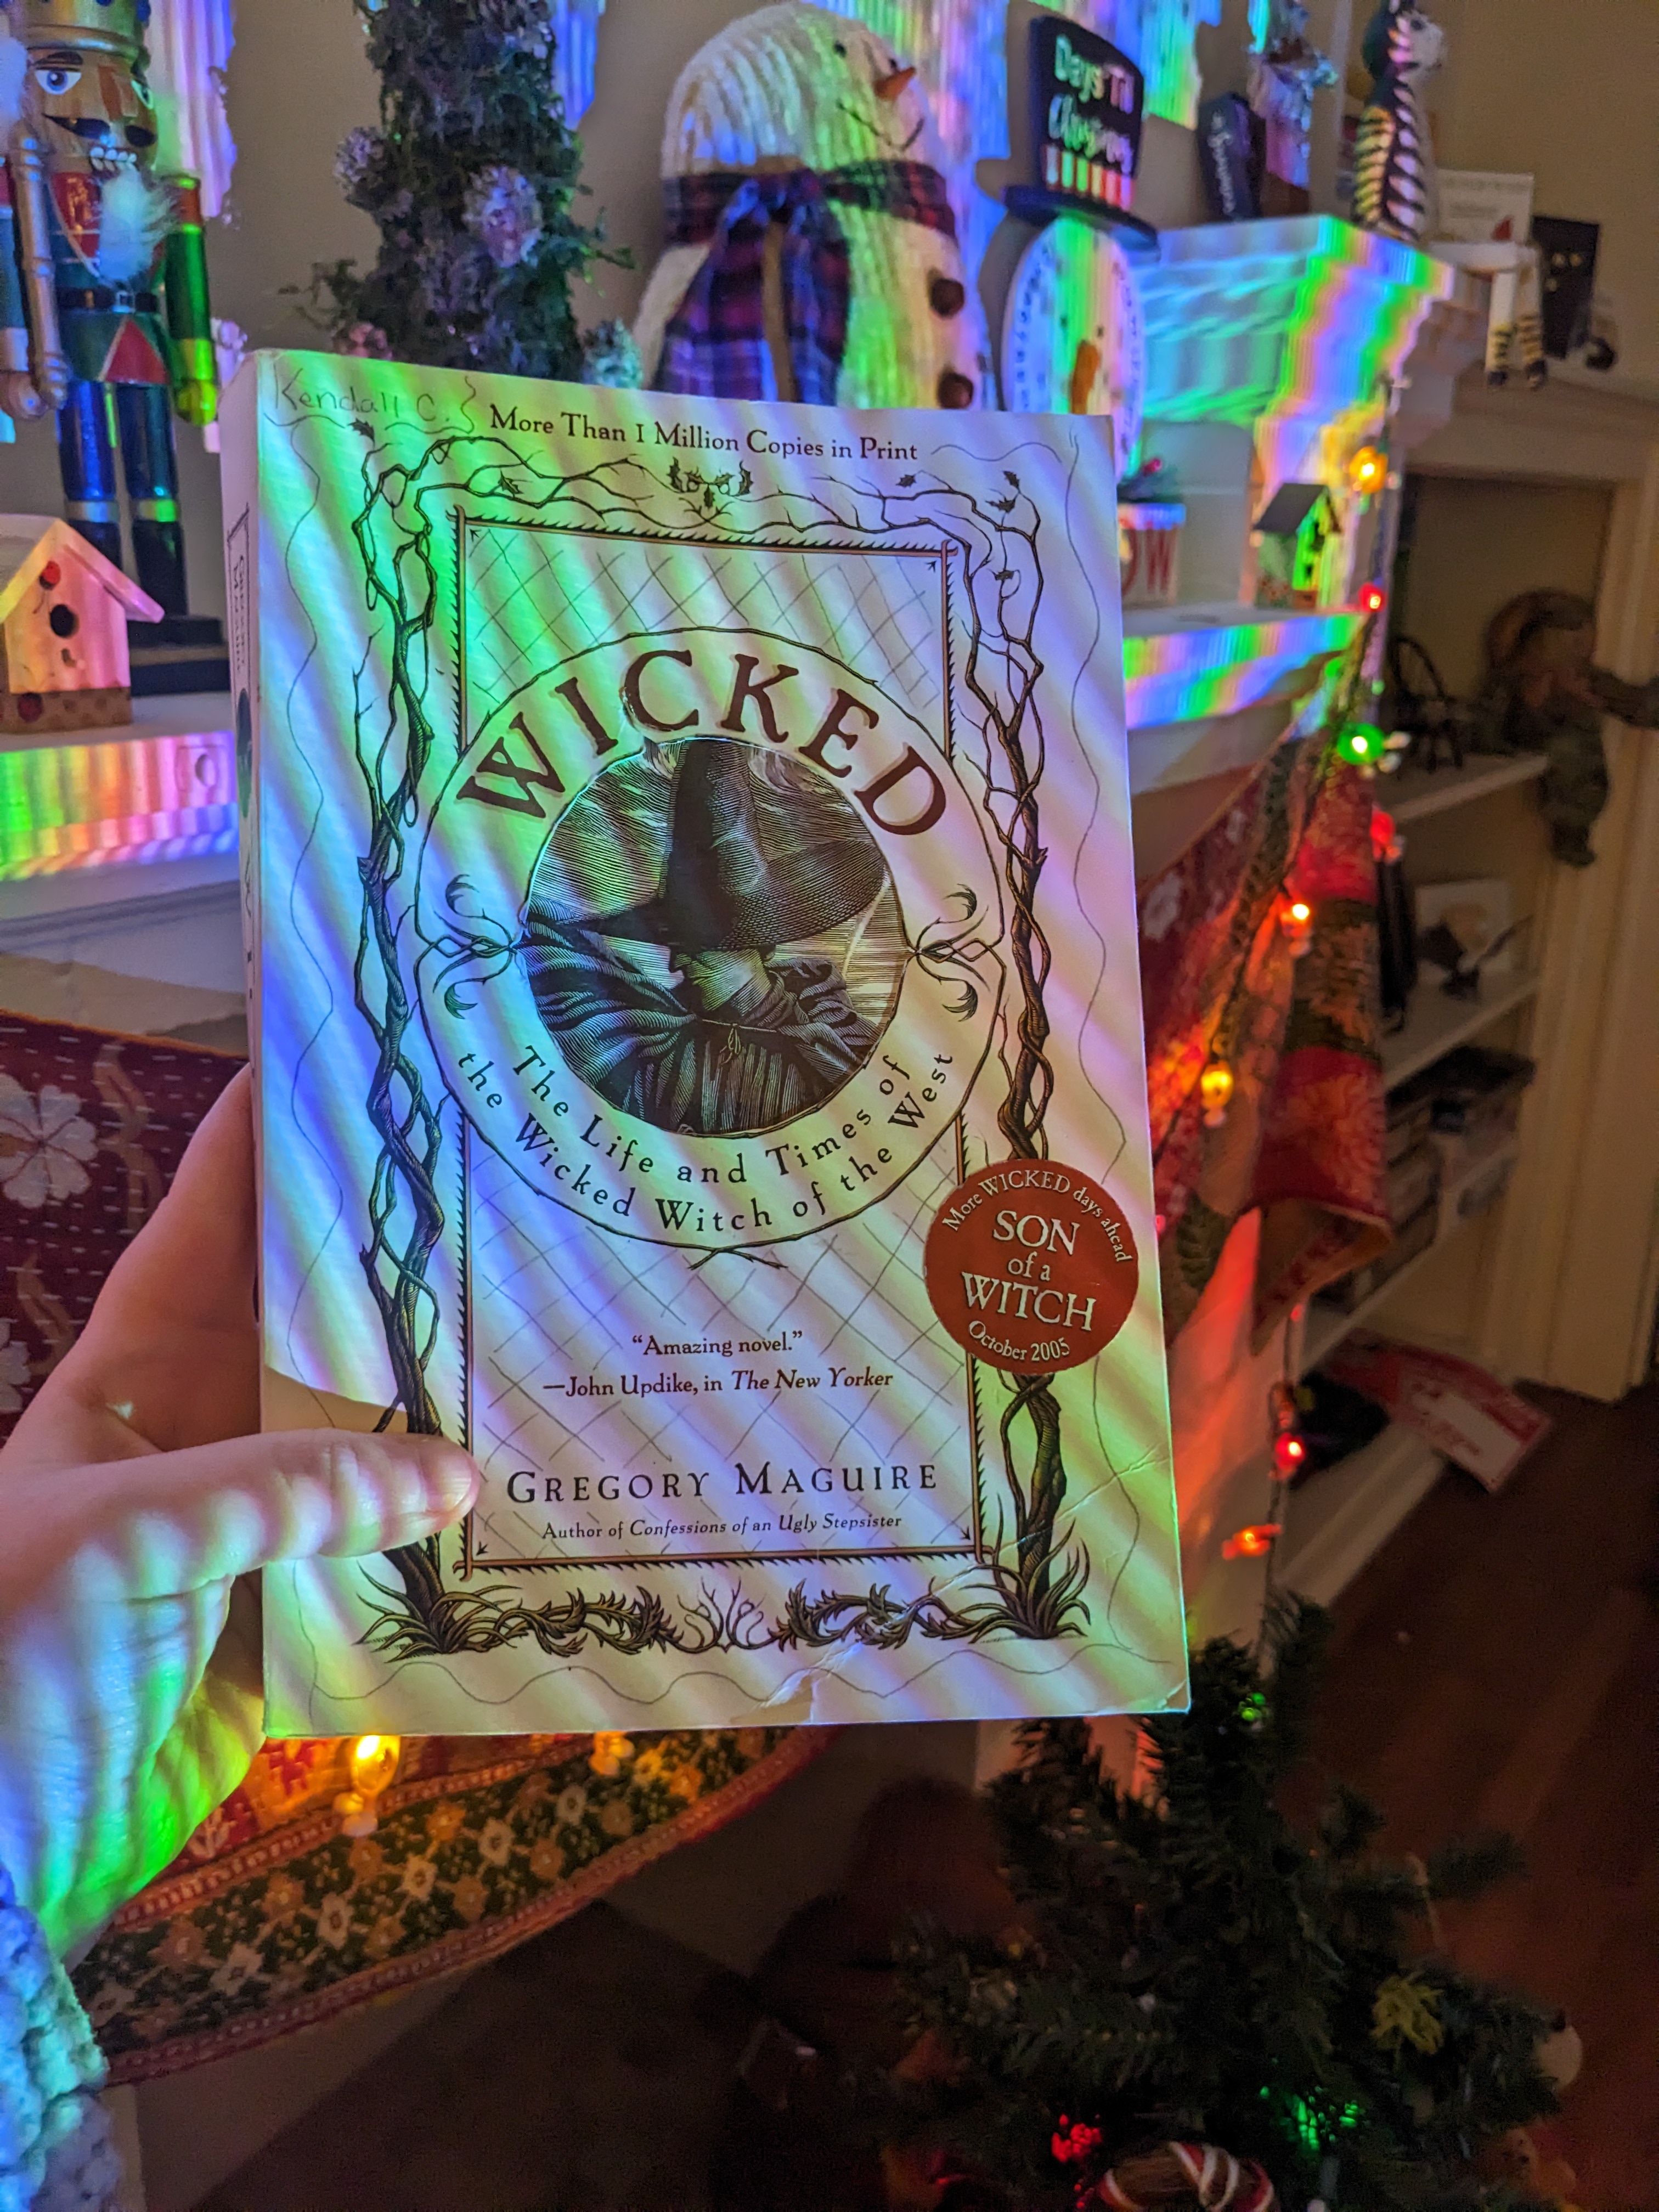 Days 'Til
Christmas
Kendall C.
More Than 1 Million Copies in Print
WICKED
The Life and Times of
the Wicked Witch of the West
More WICKED days ahead
SON
of a
WITCH
October 2005
“Amazing novel.”
—John Updike, in The New Yorker
GREGORY MAGUIRE
Author of Confessions of an Ugly Stepsister